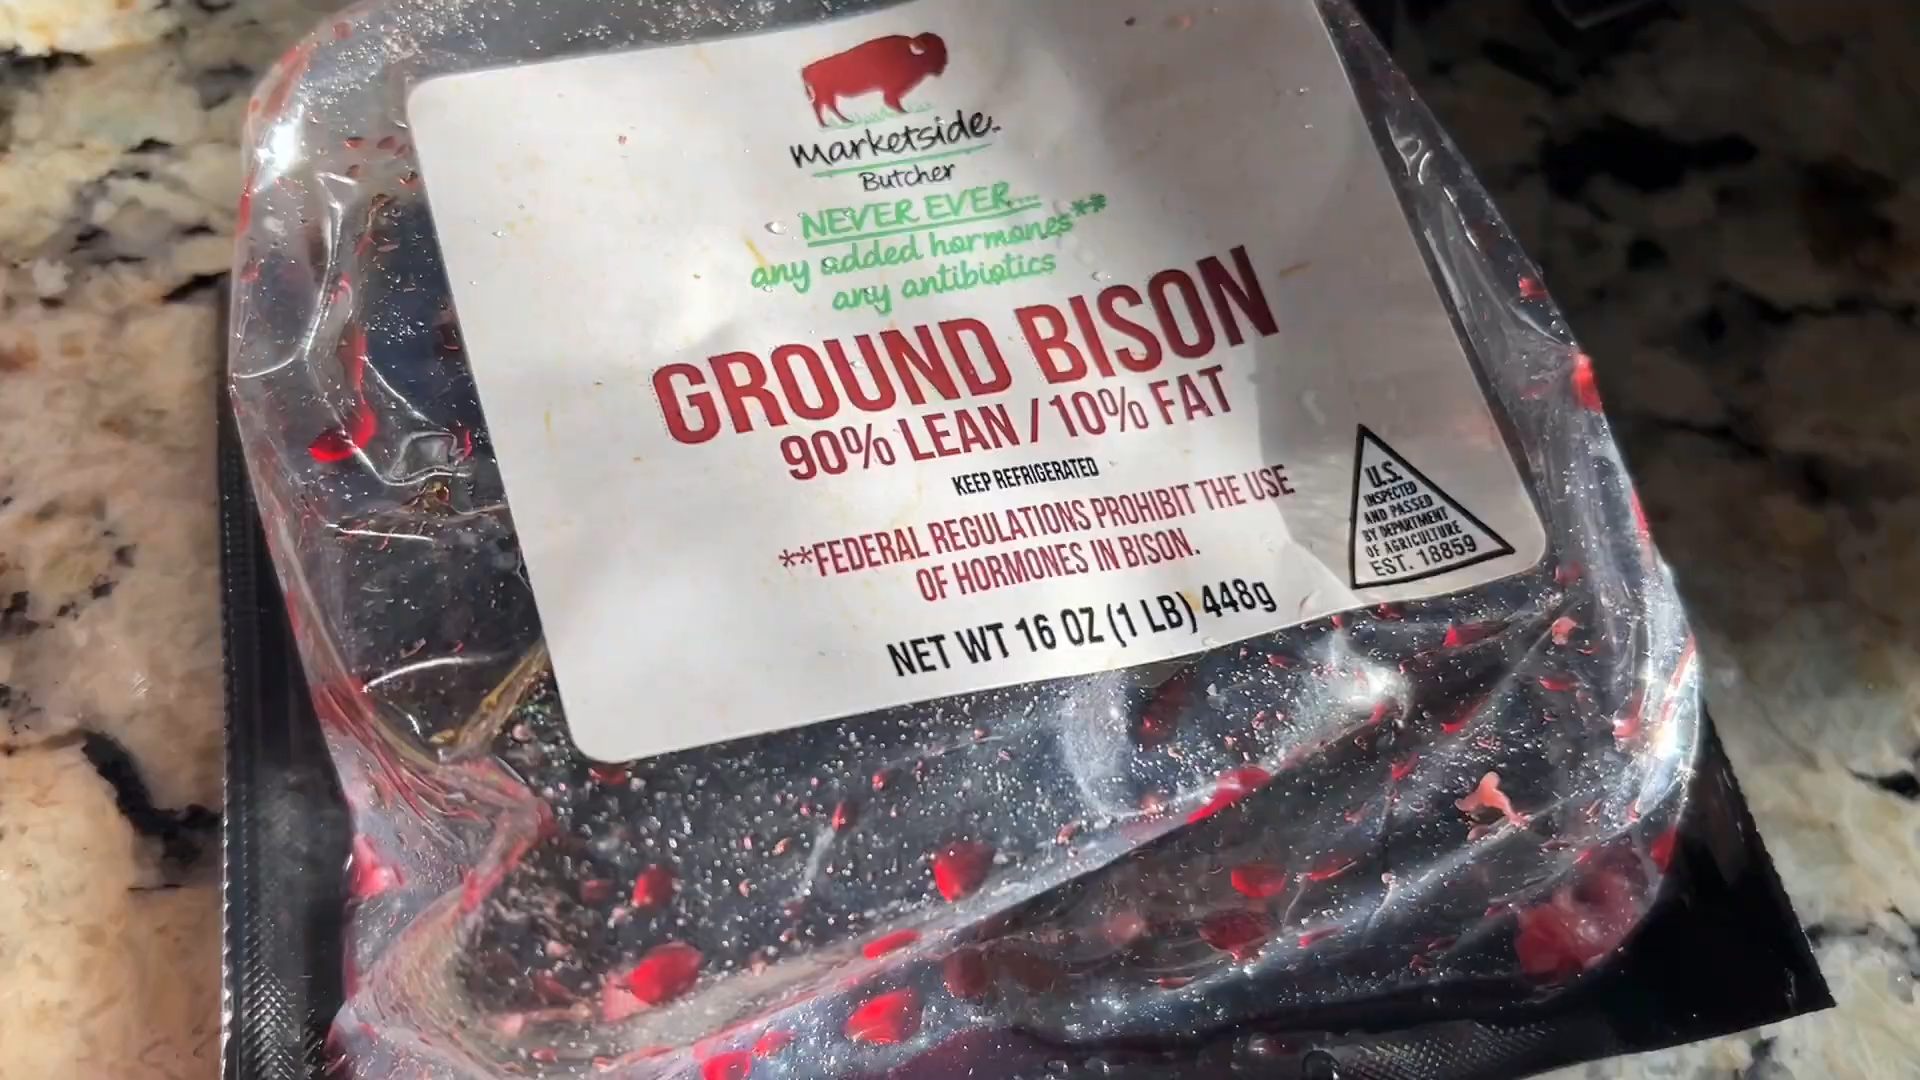 Marketside
Butcher
NEVER EVER...
any added hormones**
any antibiotics
GROUND BISON
90% LEAN / 10% FAT
KEEP REFRIGERATED
**FEDERAL REGULATIONS PROHIBIT THE USE
OF HORMONES IN BISON.
NET WT 16 OZ (1 LB) 448g
U.S.
INSPECTED
AND PASSED
BY DEPARTMENT
OF AGRICULTURE
EST. 18859